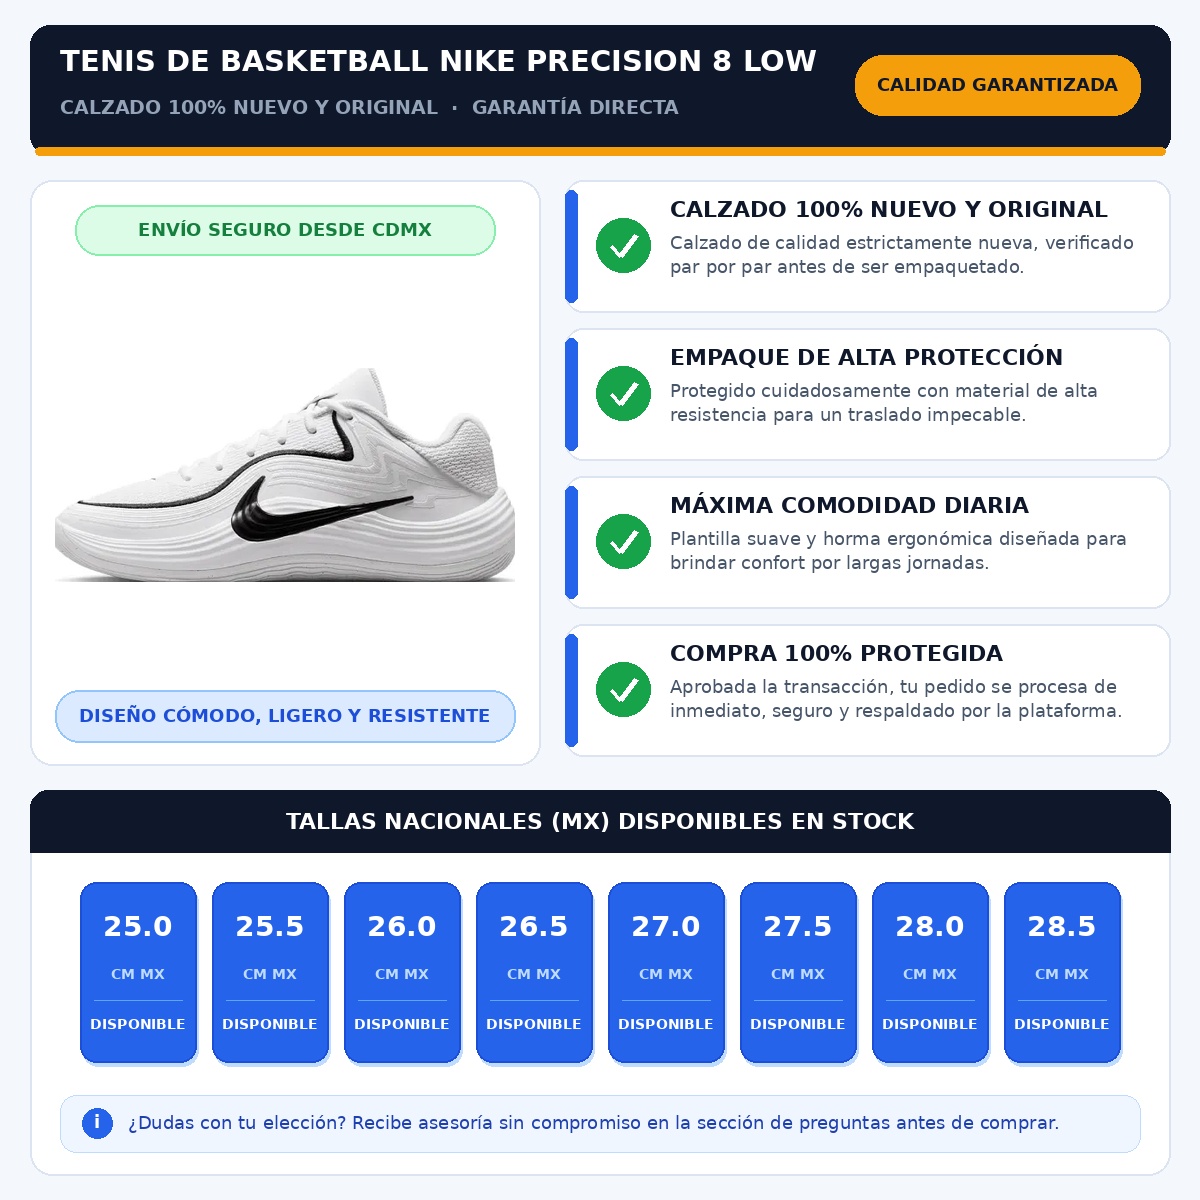 TENIS DE BASKETBALL NIKE PRECISION 8 LOW
CALZADO 100% NUEVO Y ORIGINAL · GARANTÍA DIRECTA
CALIDAD GARANTIZADA
ENVÍO SEGURO DESDE CDMX
DISEÑO CÓMODO, LIGERO Y RESISTENTE
CALZADO 100% NUEVO Y ORIGINAL
Calzado de calidad estrictamente nueva, verificado
par por par antes de ser empaquetado.
EMPAQUE DE ALTA PROTECCIÓN
Protegido cuidadosamente con material de alta
resistencia para un traslado impecable.
MÁXIMA COMODIDAD DIARIA
Plantilla suave y horma ergonómica diseñada para
brindar confort por largas jornadas.
COMPRA 100% PROTEGIDA
Aprobada la transacción, tu pedido se procesa de
inmediato, seguro y respaldado por la plataforma.
TALLAS NACIONALES (MX) DISPONIBLES EN STOCK
25.0
CM MX
DISPONIBLE
25.5
CM MX
DISPONIBLE
26.0
CM MX
DISPONIBLE
26.5
CM MX
DISPONIBLE
27.0
CM MX
DISPONIBLE
27.5
CM MX
DISPONIBLE
28.0
CM MX
DISPONIBLE
28.5
CM MX
DISPONIBLE
i ¿Dudas con tu elección? Recibe asesoría sin compromiso en la sección de preguntas antes de comprar.